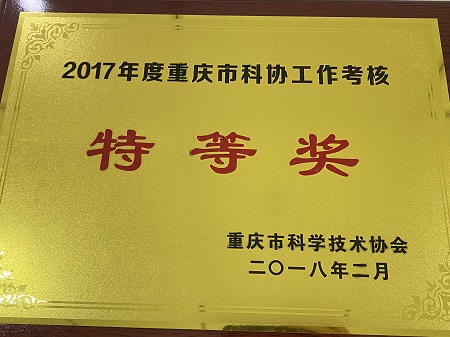 2017年度重庆市科协工作考核
特等奖
重庆市科学技术协会
二〇一八年二月